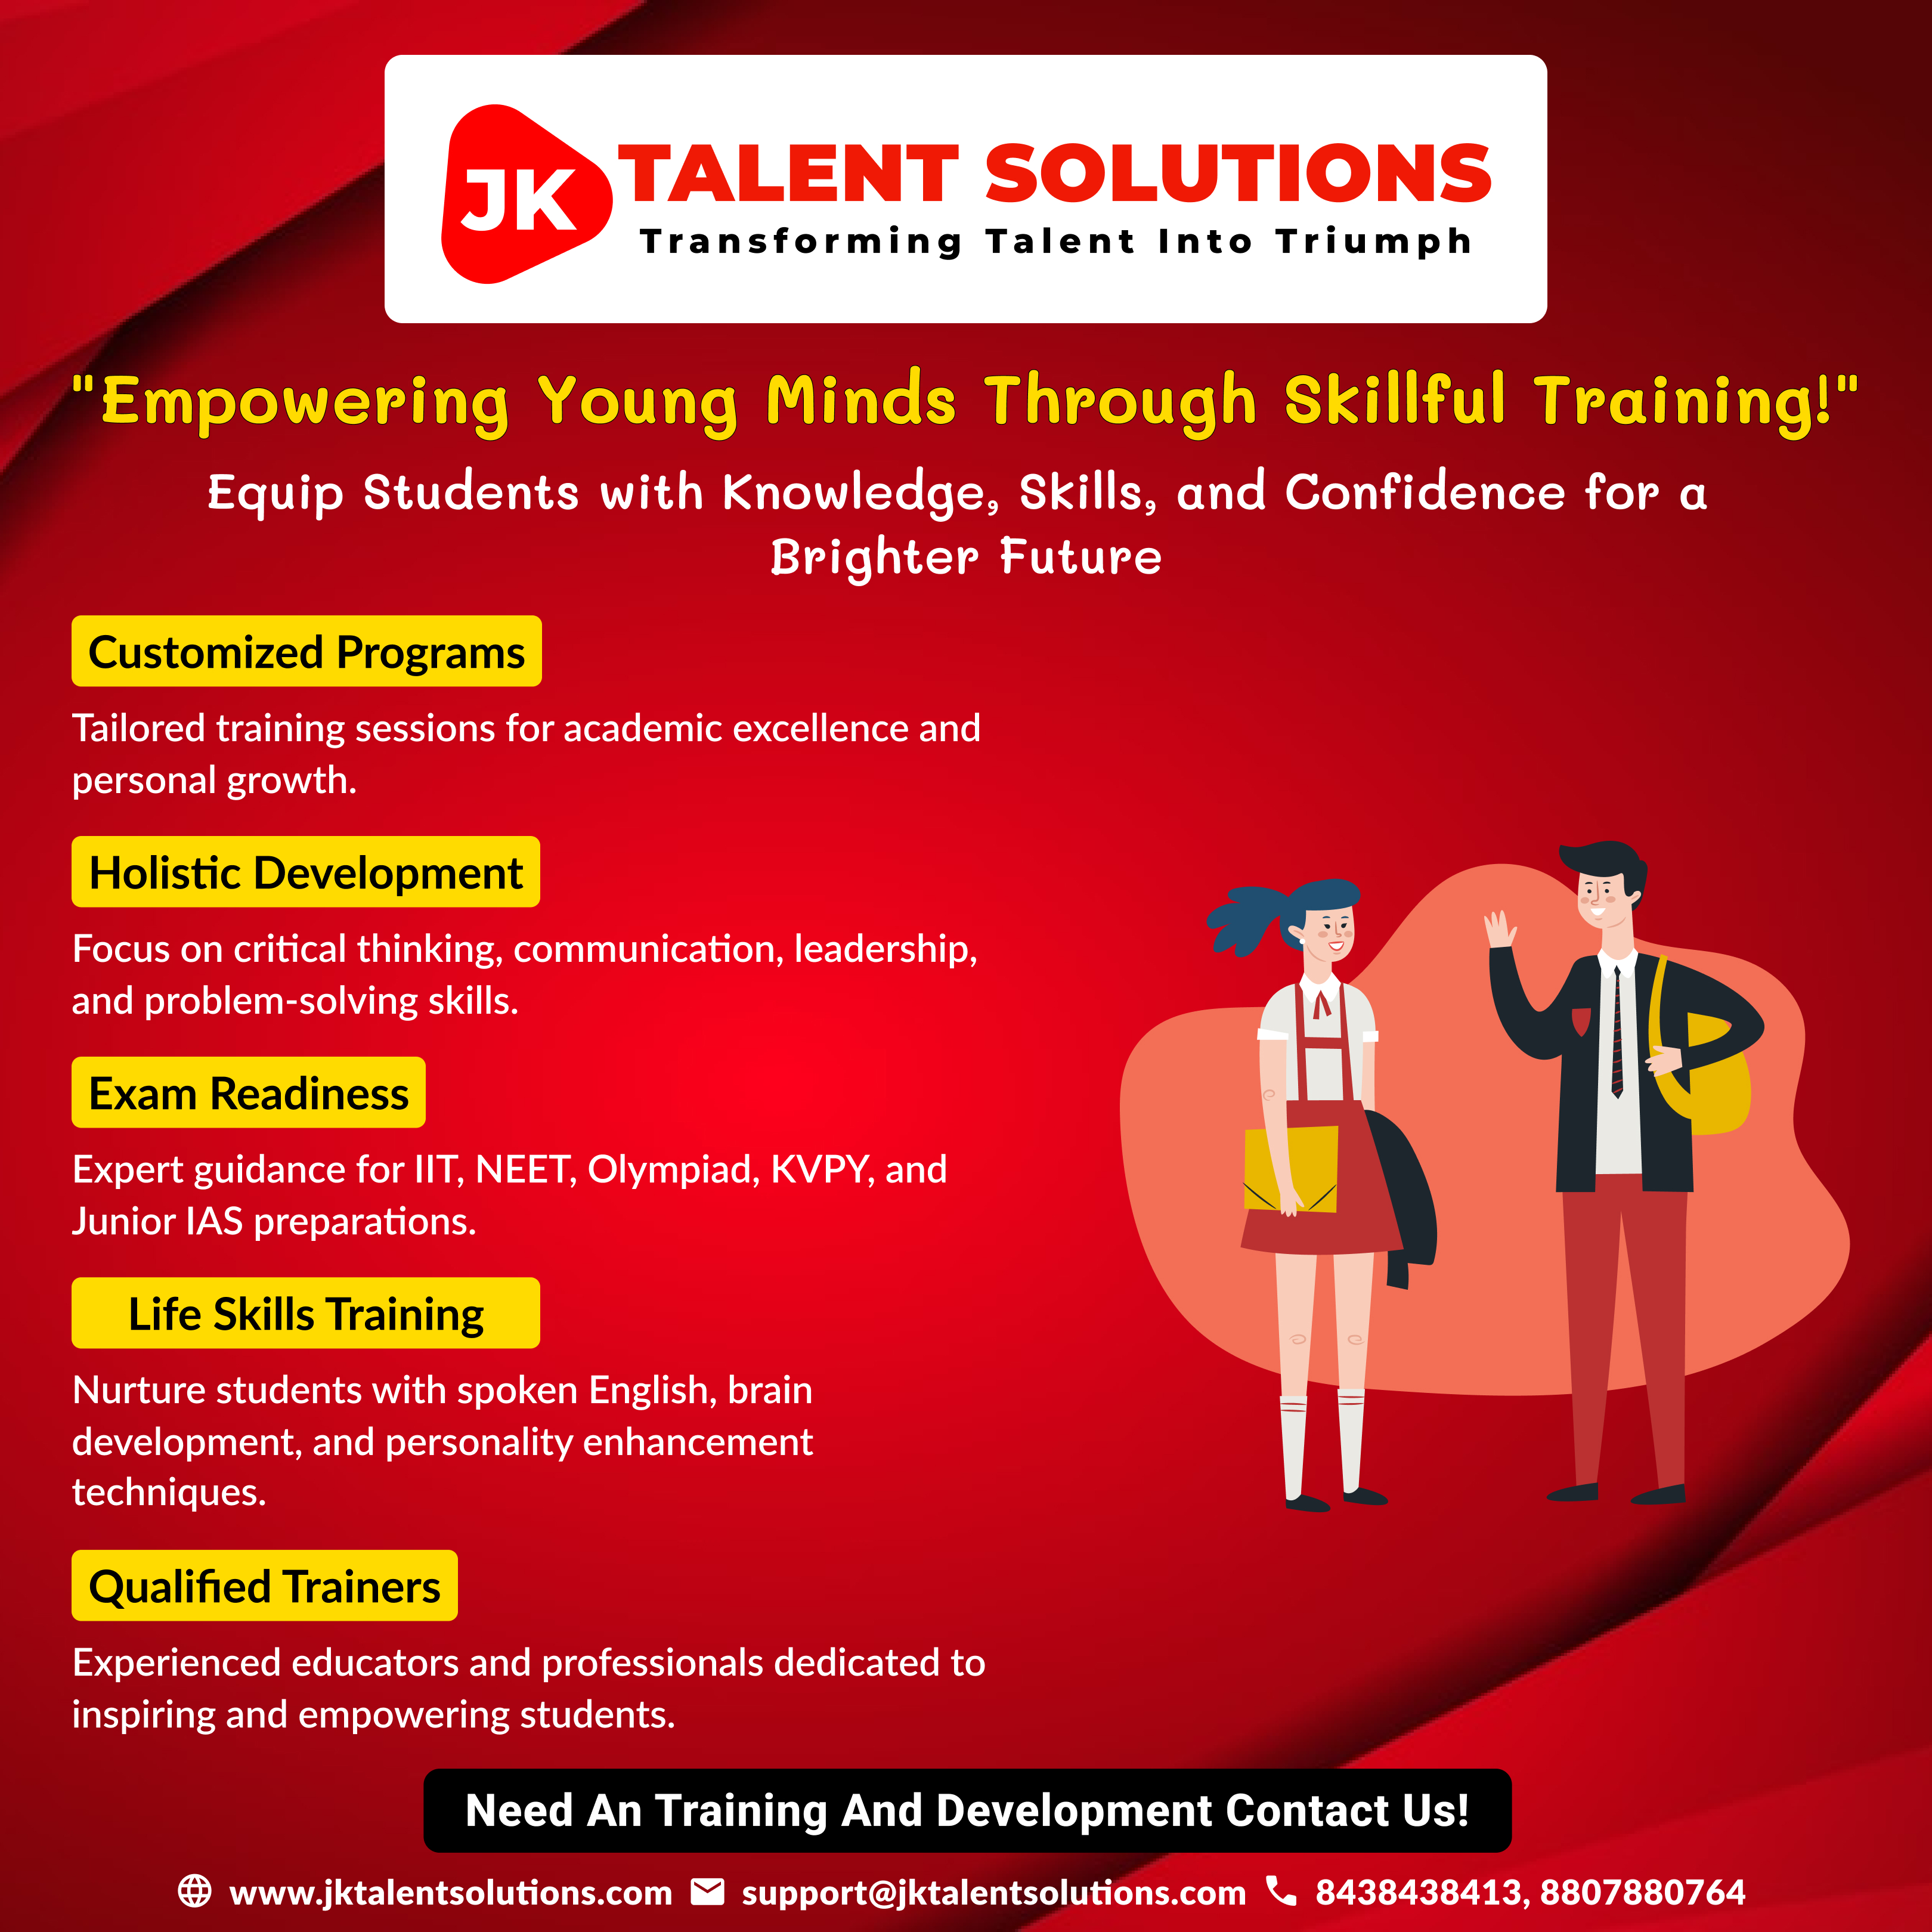 JK
TALENT SOLUTIONS
Transforming Talent Into Triumph
"Empowering Young Minds Through Skillful Training!"
Equip Students with Knowledge, Skills, and Confidence for a
Brighter Future
Customized Programs
Tailored training sessions for academic excellence and
personal growth.
Holistic Development
Focus on critical thinking, communication, leadership,
and problem-solving skills.
Exam Readiness
Expert guidance for IIT, NEET, Olympiad, KVPY, and
Junior IAS preparations.
Life Skills Training
Nurture students with spoken English, brain
development, and personality enhancement
techniques.
Qualified Trainers
Experienced educators and professionals dedicated to
inspiring and empowering students.
Need An Training And Development Contact Us!
www.jktalentsolutions.com support@jktalentsolutions.com 8438438413, 8807880764